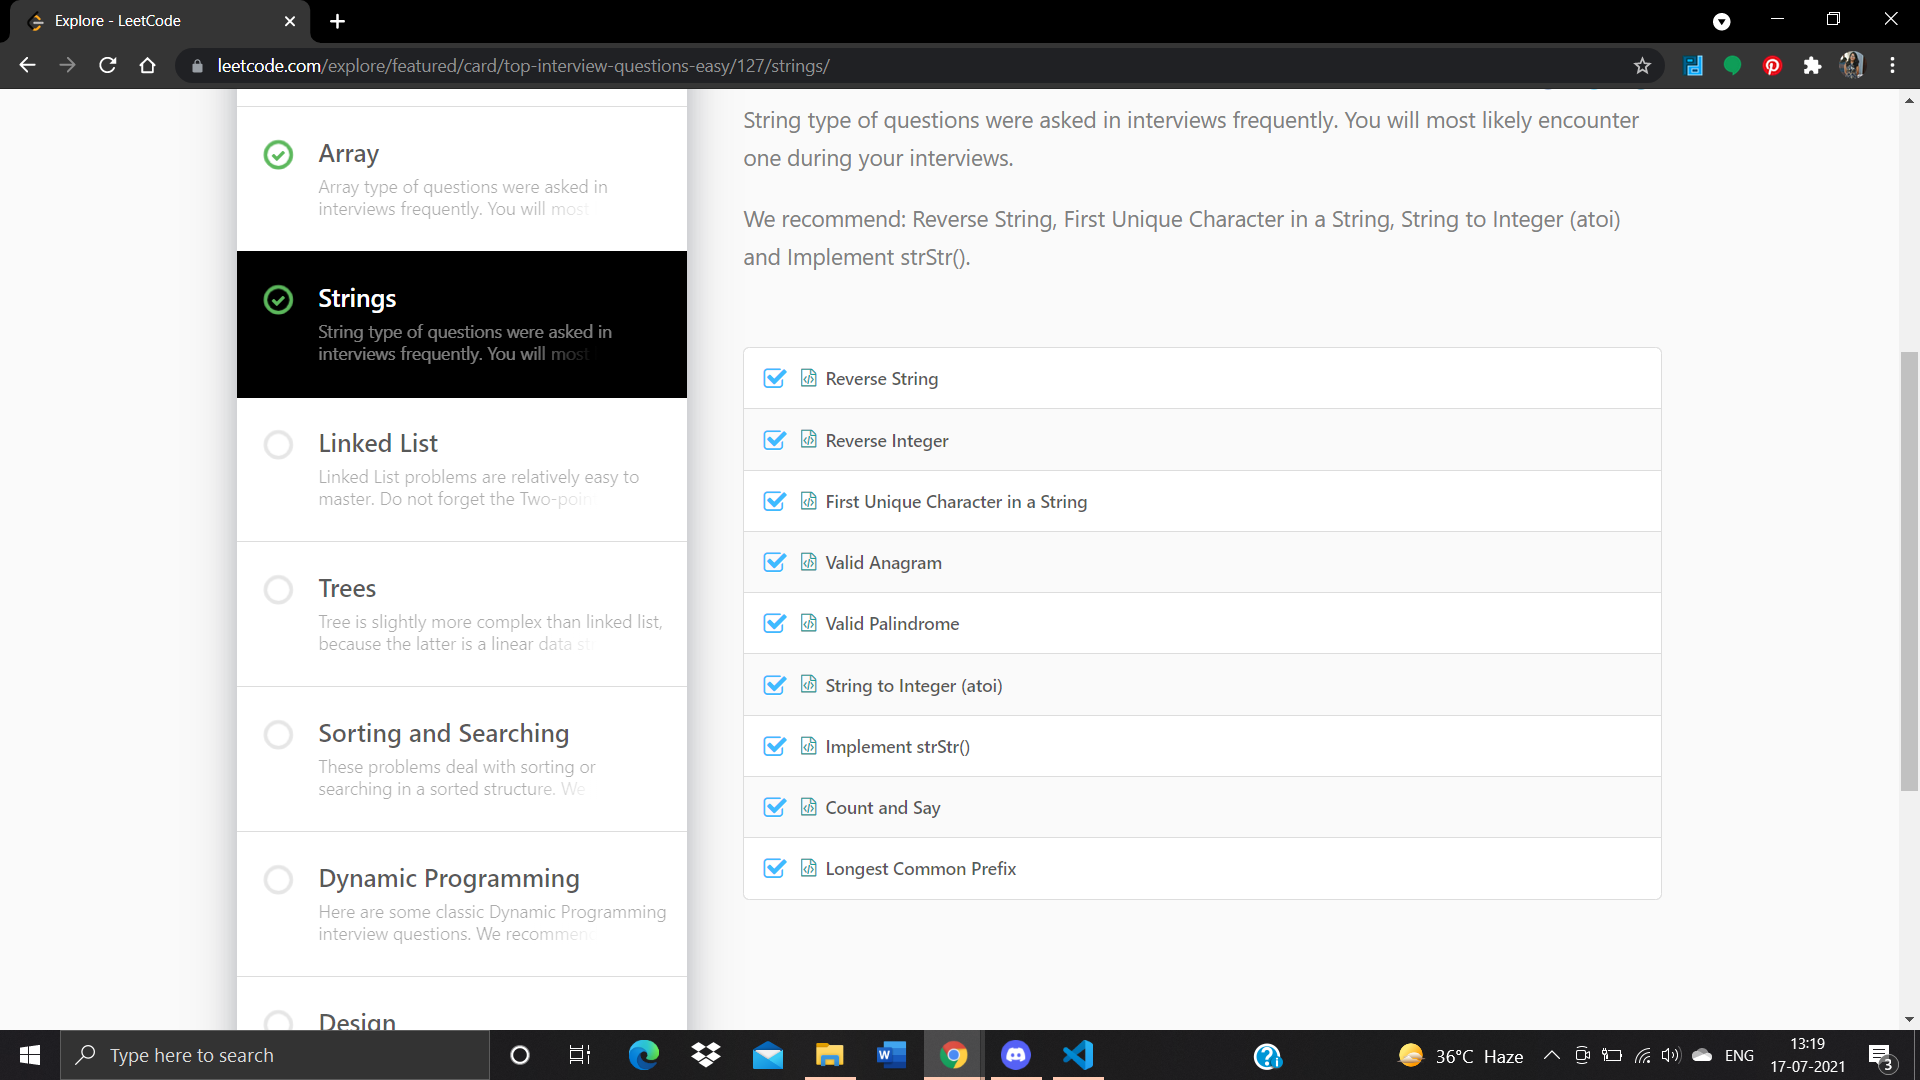 Explore - LeetCode
leetcode.com/explore/featured/card/top-interview-questions-easy/127/strings/
Array
Array type of questions were asked in
interviews frequently. You will most
Strings
String type of questions were asked in
interviews frequently. You will most
Linked List
Linked List problems are relatively easy to
master. Do not forget the Two-poin
Trees
Tree is slightly more complex than linked list,
because the latter is a linear data st
Sorting and Searching
These problems deal with sorting or
searching in a sorted structure. We
Dynamic Programming
Here are some classic Dynamic Programming
interview questions. We recommen
Design
String type of questions were asked in interviews frequently. You will most likely encounter
one during your interviews.
We recommend: Reverse String, First Unique Character in a String, String to Integer (atoi)
and Implement strStr().
Reverse String
Reverse Integer
First Unique Character in a String
Valid Anagram
Valid Palindrome
String to Integer (atoi)
Implement strStr()
Count and Say
Longest Common Prefix
Type here to search
36°C Haze
ENG
13:19
17-07-2021
3